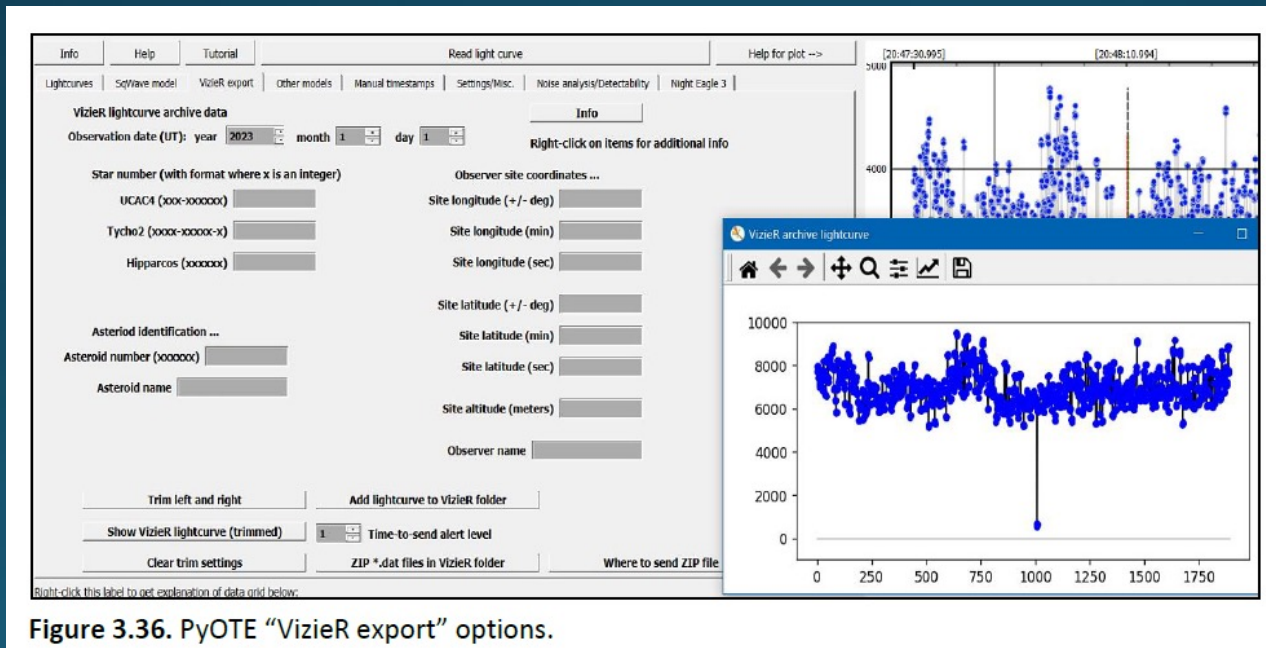 Info Help Tutorial Read light curve Help for plot -->
Lightcurves SqWave model VizieR export Other models Manual timestamps Settings/Misc. Noise analysis/Detectability Night Eagle 3
VizieR lightcurve archive data
Info
Observation date (UT): year 2023 month 1 day 1
Right-click on items for additional info
Star number (with format where x is an integer)
Observer site coordinates ...
UCAC4 (xxx-xxxxxx)
Site longitude (+/- deg)
Tycho2 (xxxx-xxxxx-x)
Site longitude (min)
Hipparcos (xxxxxx)
Site longitude (sec)
Site latitude (+/- deg)
Asteriod identification ...
Site latitude (min)
Asteroid number (xxxxxx)
Site latitude (sec)
Asteroid name
Site altitude (meters)
Observer name
Trim left and right Add lightcurve to VizieR folder
Show VizieR lightcurve (trimmed) 1 Time-to-send alert level
Clear trim settings ZIP *.dat files in VizieR folder Where to send ZIP file
Right-click this label to get explanation of data grid below:
[20:47:30.995] [20:48:10.994]
5000
4000
VizieR archive lightcurve
10000
8000
6000
4000
2000
0
0 250 500 750 1000 1250 1500 1750
Figure 3.36. PyOTE “VizieR export” options.